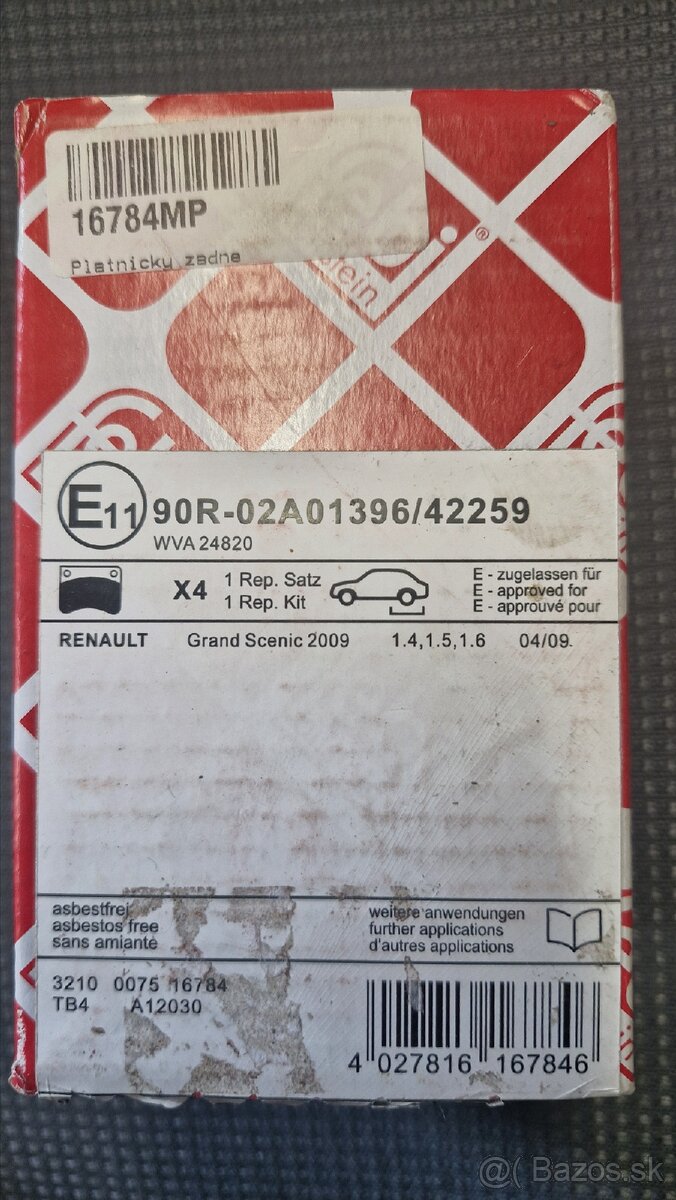 16784MP
Platnicky zadne
®
E11 90R-02A01396/42259
WVA 24820
X4
1 Rep. Satz
1 Rep. Kit
E - zugelassen für
E - approved for
E - approuvé pour
RENAULT Grand Scenic 2009 1.4,1.5,1.6 04/09-
asbestfrei
asbestos free
sans amiante
weitere anwendungen
further applications
d'autres applications
3210 0075 16784
TB4 A12030
4 027816 167846
@( Bazos.sk